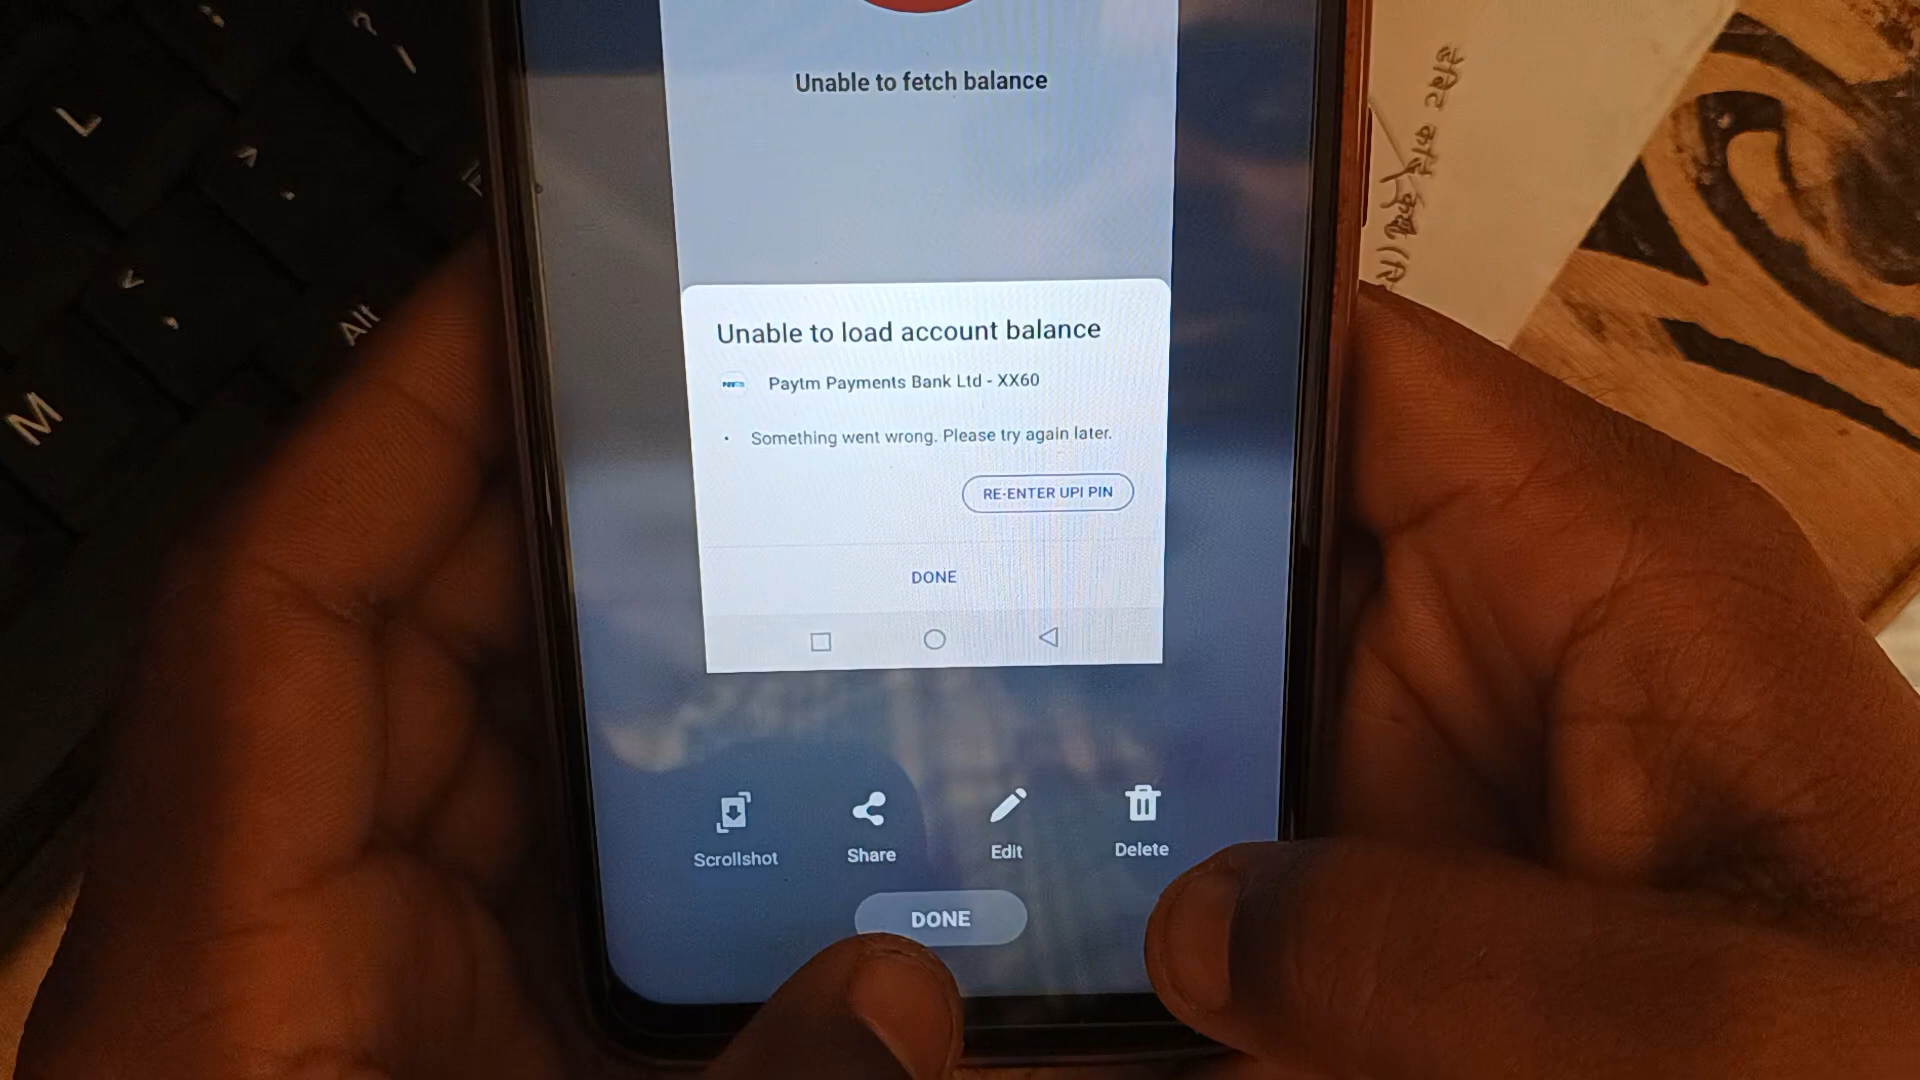 Unable to fetch balance
Unable to load account balance
Paytm Payments Bank Ltd - XX60
• Something went wrong. Please try again later.
RE-ENTER UPI PIN
DONE
Scrollshot
Share
Edit
Delete
DONE
L
M
Alt
?
/
>
.
<
,